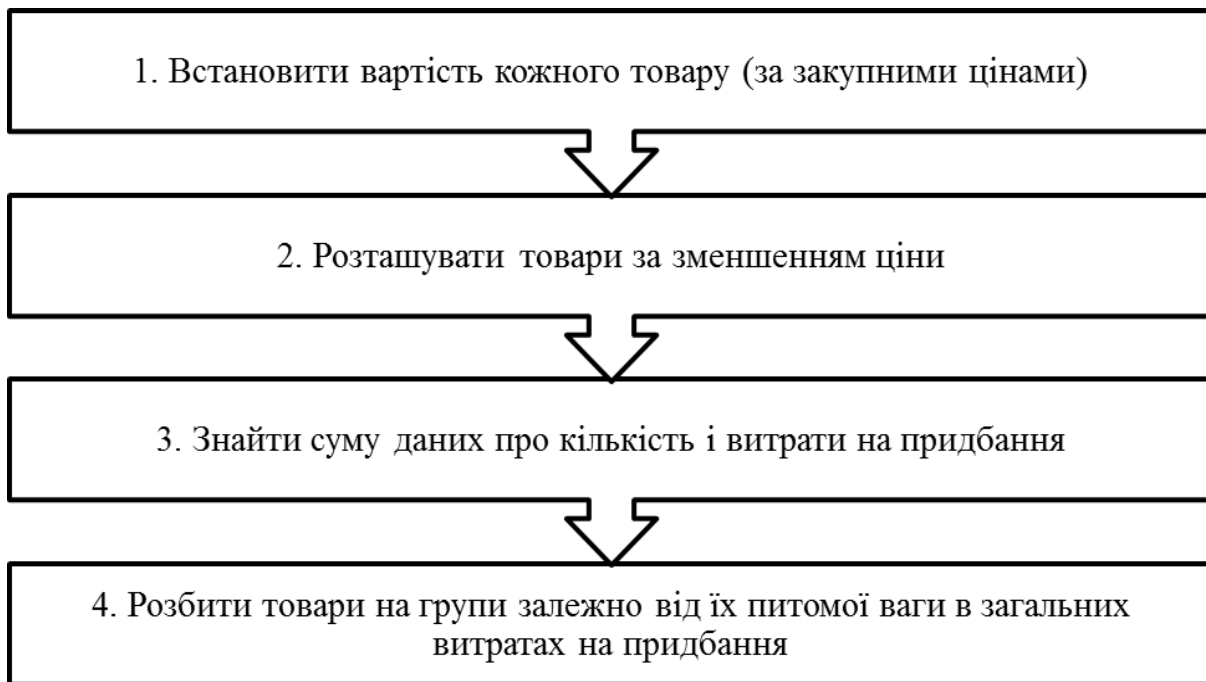 1. Встановити вартість кожного товару (за закупними цінами)
2. Розташувати товари за зменшенням ціни
3. Знайти суму даних про кількість і витрати на придбання
4. Розбити товари на групи залежно від їх питомої ваги в загальних
витратах на придбання